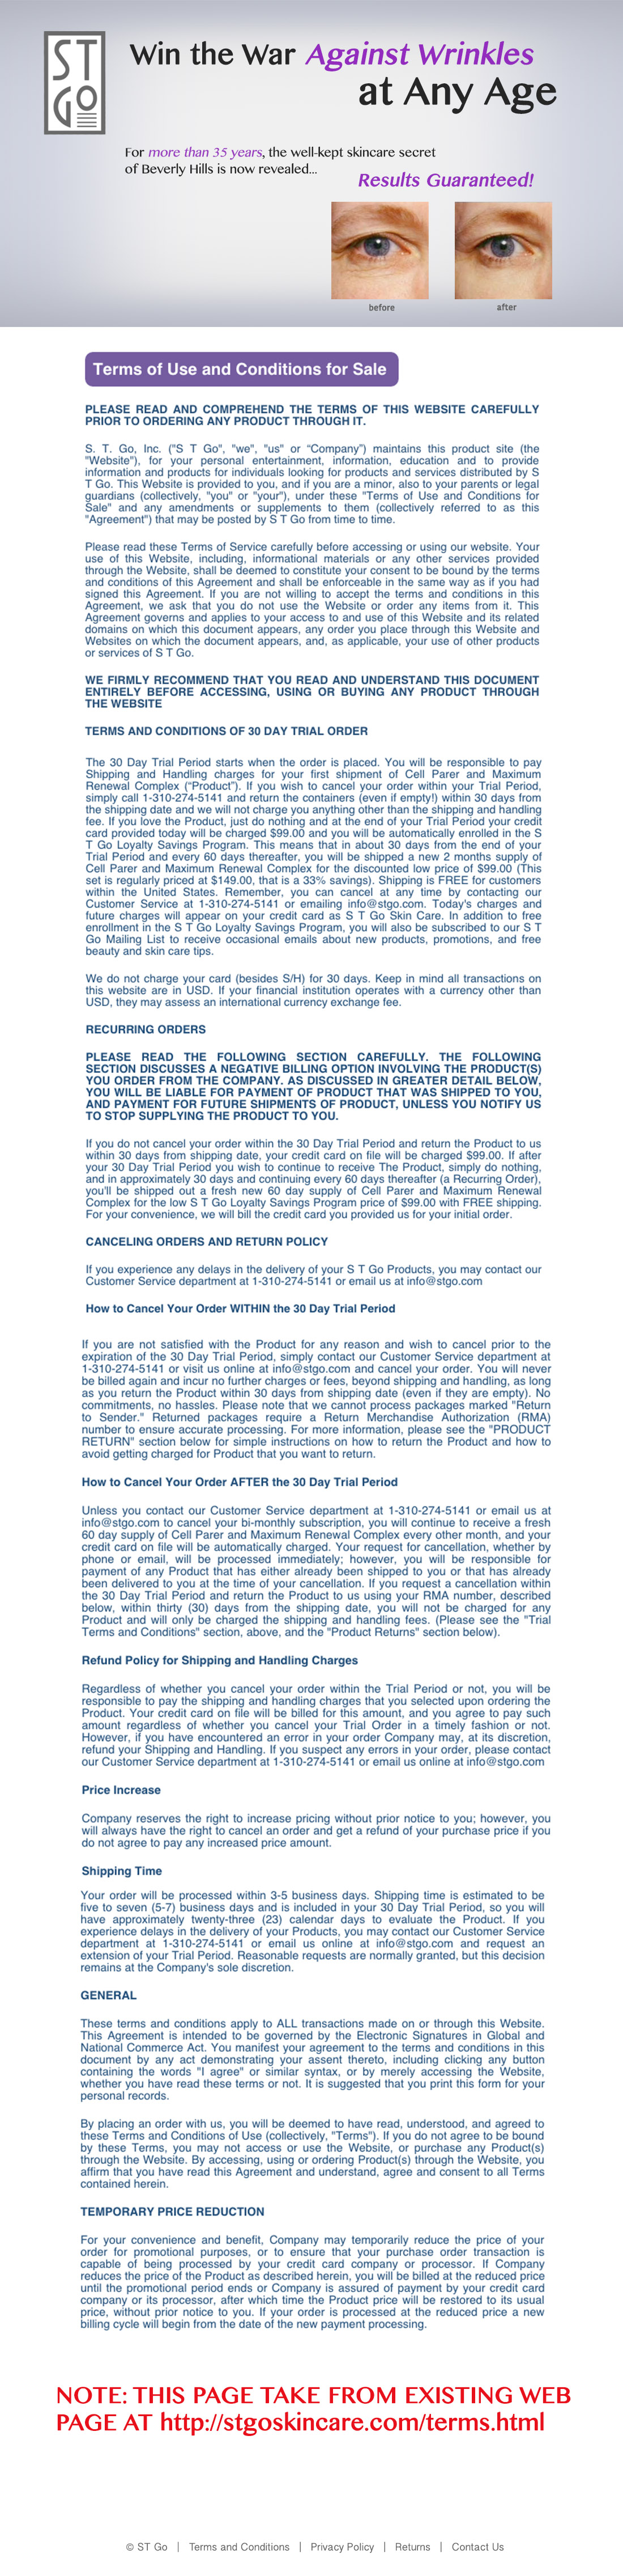 ST
GO
Win the War Against Wrinkles
at Any Age
For more than 35 years, the well-kept skincare secret
of Beverly Hills is now revealed...
Results Guaranteed!
before
after
Terms of Use and Conditions for Sale
PLEASE READ AND COMPREHEND THE TERMS OF THIS WEBSITE CAREFULLY
PRIOR TO ORDERING ANY PRODUCT THROUGH IT.
S. T. Go, Inc. ("S T Go", "we", "us" or “Company”) maintains this product site (the
"Website"), for your personal entertainment, information, education and to provide
information and products for individuals looking for products and services distributed by S
T Go. This Website is provided to you, and if you are a minor, also to your parents or legal
guardians (collectively, "you" or "your"), under these "Terms of Use and Conditions for
Sale" and any amendments or supplements to them (collectively referred to as this
"Agreement") that may be posted by S T Go from time to time.
Please read these Terms of Service carefully before accessing or using our website. Your
use of this Website, including, informational materials or any other services provided
through the Website, shall be deemed to constitute your consent to be bound by the terms
and conditions of this Agreement and shall be enforceable in the same way as if you had
signed this Agreement. If you are not willing to accept the terms and conditions in this
Agreement, we ask that you do not use the Website or order any items from it. This
Agreement governs and applies to your access to and use of this Website and its related
domains on which this document appears, any order you place through this Website and
Websites on which the document appears, and, as applicable, your use of other products
or services of S T Go.
WE FIRMLY RECOMMEND THAT YOU READ AND UNDERSTAND THIS DOCUMENT
ENTIRELY BEFORE ACCESSING, USING OR BUYING ANY PRODUCT THROUGH
THE WEBSITE
TERMS AND CONDITIONS OF 30 DAY TRIAL ORDER
The 30 Day Trial Period starts when the order is placed. You will be responsible to pay
Shipping and Handling charges for your first shipment of Cell Parer and Maximum
Renewal Complex (“Product”). If you wish to cancel your order within your Trial Period,
simply call 1-310-274-5141 and return the containers (even if empty!) within 30 days from
the shipping date and we will not charge you anything other than the shipping and handling
fee. If you love the Product, just do nothing and at the end of your Trial Period your credit
card provided today will be charged $99.00 and you will be automatically enrolled in the S
T Go Loyalty Savings Program. This means that in about 30 days from the end of your
Trial Period and every 60 days thereafter, you will be shipped a new 2 months supply of
Cell Parer and Maximum Renewal Complex for the discounted low price of $99.00 (This
set is regularly priced at $149.00, that is a 33% savings). Shipping is FREE for customers
within the United States. Remember, you can cancel at any time by contacting our
Customer Service at 1-310-274-5141 or emailing info@stgo.com. Today's charges and
future charges will appear on your credit card as S T Go Skin Care. In addition to free
enrollment in the S T Go Loyalty Savings Program, you will also be subscribed to our S T
Go Mailing List to receive occasional emails about new products, promotions, and free
beauty and skin care tips.
We do not charge your card (besides S/H) for 30 days. Keep in mind all transactions on
this website are in USD. If your financial institution operates with a currency other than
USD, they may assess an international currency exchange fee.
RECURRING ORDERS
PLEASE READ THE FOLLOWING SECTION CAREFULLY. THE FOLLOWING
SECTION DISCUSSES A NEGATIVE BILLING OPTION INVOLVING THE PRODUCT(S)
YOU ORDER FROM THE COMPANY. AS DISCUSSED IN GREATER DETAIL BELOW,
YOU WILL BE LIABLE FOR PAYMENT OF PRODUCT THAT WAS SHIPPED TO YOU,
AND PAYMENT FOR FUTURE SHIPMENTS OF PRODUCT, UNLESS YOU NOTIFY US
TO STOP SUPPLYING THE PRODUCT TO YOU.
If you do not cancel your order within the 30 Day Trial Period and return the Product to us
within 30 days from shipping date, your credit card on file will be charged $99.00. If after
your 30 Day Trial Period you wish to continue to receive The Product, simply do nothing,
and in approximately 30 days and continuing every 60 days thereafter (a Recurring Order),
you'll be shipped out a fresh new 60 day supply of Cell Parer and Maximum Renewal
Complex for the low S T Go Loyalty Savings Program price of $99.00 with FREE shipping.
For your convenience, we will bill the credit card you provided us for your initial order.
CANCELING ORDERS AND RETURN POLICY
If you experience any delays in the delivery of your S T Go Products, you may contact our
Customer Service department at 1-310-274-5141 or email us at info@stgo.com
How to Cancel Your Order WITHIN the 30 Day Trial Period
If you are not satisfied with the Product for any reason and wish to cancel prior to the
expiration of the 30 Day Trial Period, simply contact our Customer Service department at
1-310-274-5141 or visit us online at info@stgo.com and cancel your order. You will never
be billed again and incur no further charges or fees, beyond shipping and handling, as long
as you return the Product within 30 days from shipping date (even if they are empty). No
commitments, no hassles. Please note that we cannot process packages marked "Return
to Sender." Returned packages require a Return Merchandise Authorization (RMA)
number to ensure accurate processing. For more information, please see the "PRODUCT
RETURN" section below for simple instructions on how to return the Product and how to
avoid getting charged for Product that you want to return.
How to Cancel Your Order AFTER the 30 Day Trial Period
Unless you contact our Customer Service department at 1-310-274-5141 or email us at
info@stgo.com to cancel your bi-monthly subscription, you will continue to receive a fresh
60 day supply of Cell Parer and Maximum Renewal Complex every other month, and your
credit card on file will be automatically charged. Your request for cancellation, whether by
phone or email, will be processed immediately; however, you will be responsible for
payment of any Product that has either already been shipped to you or that has already
been delivered to you at the time of your cancellation. If you request a cancellation within
the 30 Day Trial Period and return the Product to us using your RMA number, described
below, within thirty (30) days from the shipping date, you will not be charged for any
Product and will only be charged the shipping and handling fees. (Please see the "Trial
Terms and Conditions" section, above, and the "Product Returns" section below).
Refund Policy for Shipping and Handling Charges
Regardless of whether you cancel your order within the Trial Period or not, you will be
responsible to pay the shipping and handling charges that you selected upon ordering the
Product. Your credit card on file will be billed for this amount, and you agree to pay such
amount regardless of whether you cancel your Trial Order in a timely fashion or not.
However, if you have encountered an error in your order Company may, at its discretion,
refund your Shipping and Handling. If you suspect any errors in your order, please contact
our Customer Service department at 1-310-274-5141 or email us online at info@stgo.com
Price Increase
Company reserves the right to increase pricing without prior notice to you; however, you
will always have the right to cancel an order and get a refund of your purchase price if you
do not agree to pay any increased price amount.
Shipping Time
Your order will be processed within 3-5 business days. Shipping time is estimated to be
five to seven (5-7) business days and is included in your 30 Day Trial Period, so you will
have approximately twenty-three (23) calendar days to evaluate the Product. If you
experience delays in the delivery of your Products, you may contact our Customer Service
department at 1-310-274-5141 or email us online at info@stgo.com and request an
extension of your Trial Period. Reasonable requests are normally granted, but this decision
remains at the Company's sole discretion.
GENERAL
These terms and conditions apply to ALL transactions made on or through this Website.
This Agreement is intended to be governed by the Electronic Signatures in Global and
National Commerce Act. You manifest your agreement to the terms and conditions in this
document by any act demonstrating your assent thereto, including clicking any button
containing the words "I agree" or similar syntax, or by merely accessing the Website,
whether you have read these terms or not. It is suggested that you print this form for your
personal records.
By placing an order with us, you will be deemed to have read, understood, and agreed to
these Terms and Conditions of Use (collectively, "Terms"). If you do not agree to be bound
by these Terms, you may not access or use the Website, or purchase any Product(s)
through the Website. By accessing, using or ordering Product(s) through the Website, you
affirm that you have read this Agreement and understand, agree and consent to all Terms
contained herein.
TEMPORARY PRICE REDUCTION
For your convenience and benefit, Company may temporarily reduce the price of your
order for promotional purposes, or to ensure that your purchase order transaction is
capable of being processed by your credit card company or processor. If Company
reduces the price of the Product as described herein, you will be billed at the reduced price
until the promotional period ends or Company is assured of payment by your credit card
company or its processor, after which time the Product price will be restored to its usual
price, without prior notice to you. If your order is processed at the reduced price a new
billing cycle will begin from the date of the new payment processing.
NOTE: THIS PAGE TAKE FROM EXISTING WEB
PAGE AT http://stgoskincare.com/terms.html
© ST Go | Terms and Conditions | Privacy Policy | Returns | Contact Us